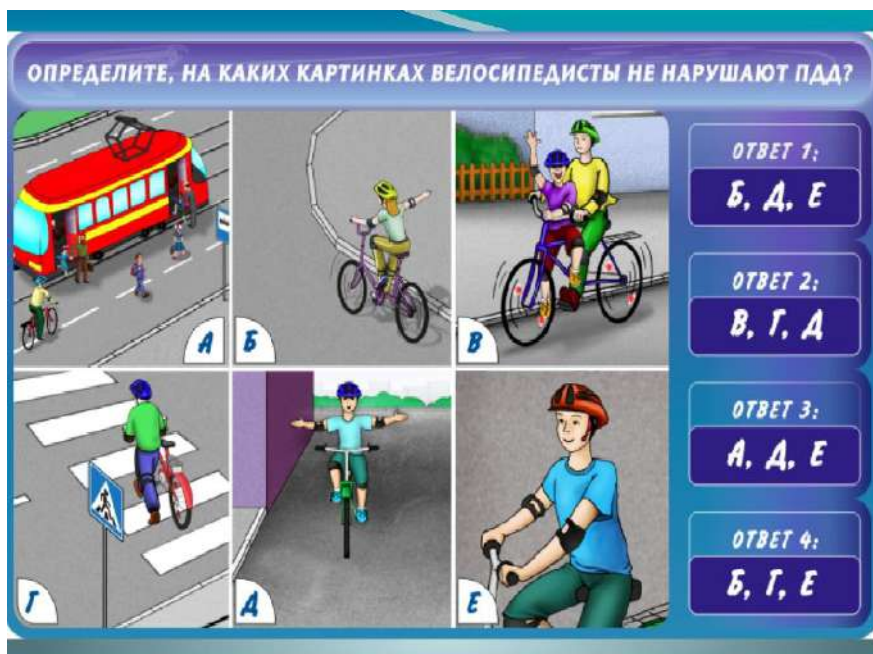 ОПРЕДЕЛИТЕ, НА КАКИХ КАРТИНКАХ ВЕЛОСИПЕДИСТЫ НЕ НАРУШАЮТ ПДД?
А
Б
В
Г
Д
Е
ОТВЕТ 1:
Б, Д, Е
ОТВЕТ 2:
В, Г, Д
ОТВЕТ 3:
А, Д, Е
ОТВЕТ 4:
Б, Г, Е